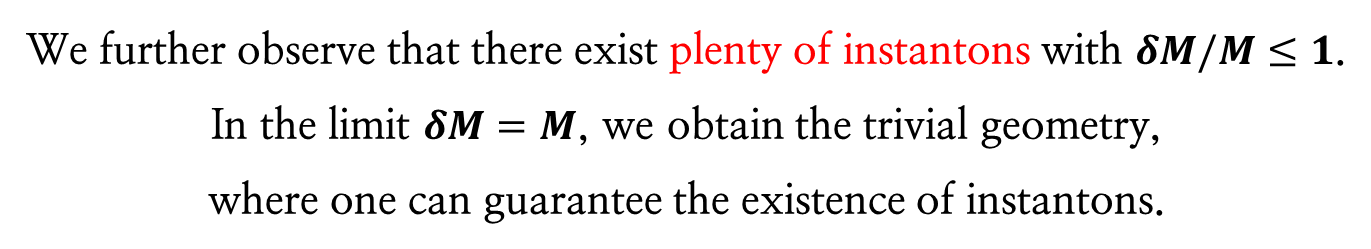 We further observe that there exist plenty of instantons with δM/M ≤ 1.
In the limit δM = M, we obtain the trivial geometry,
where one can guarantee the existence of instantons.